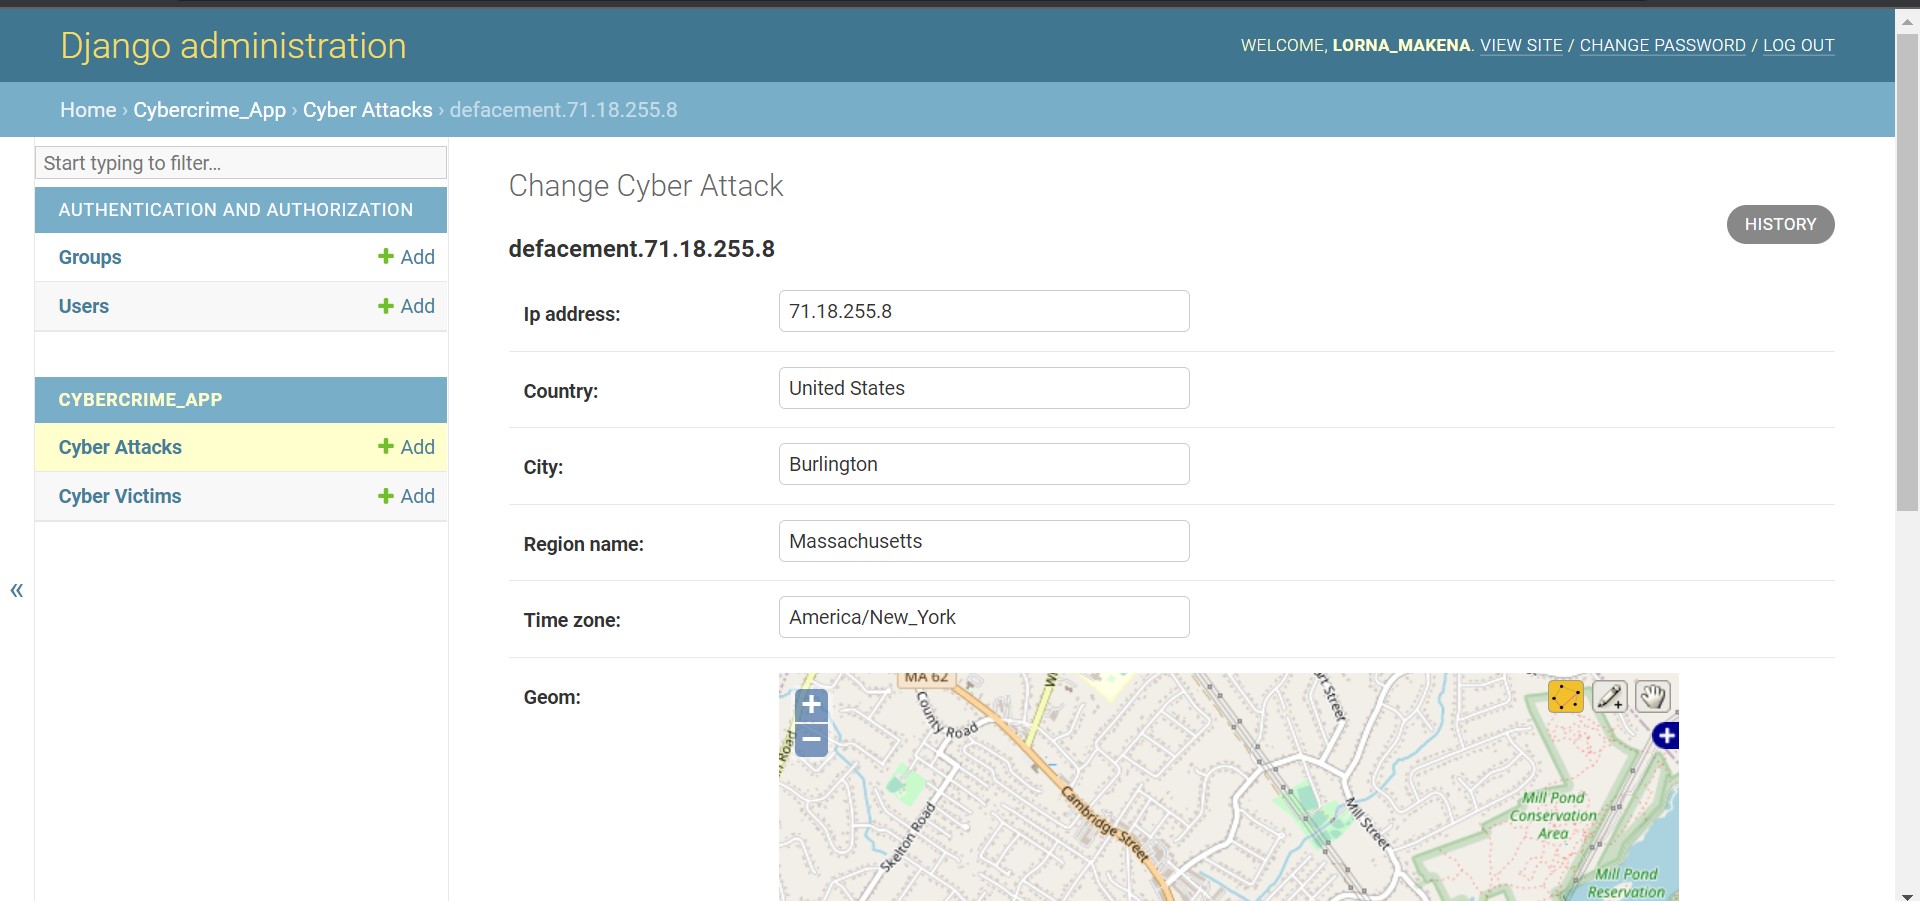 Django administration
WELCOME, LORNA_MAKENA. VIEW SITE / CHANGE PASSWORD / LOG OUT
Home › Cybercrime_App › Cyber Attacks › defacement.71.18.255.8
Start typing to filter...
AUTHENTICATION AND AUTHORIZATION
Groups + Add
Users + Add
CYBERCRIME_APP
Cyber Attacks + Add
Cyber Victims + Add
«
Change Cyber Attack
HISTORY
defacement.71.18.255.8
Ip address: 71.18.255.8
Country: United States
City: Burlington
Region name: Massachusetts
Time zone: America/New_York
Geom:
+
−
MA 62
County Road
Road
Skelton Road
Cambridge Street
Street
Mill Street
Mill Pond
Conservation
Area
Mill Pond
Reservation
+